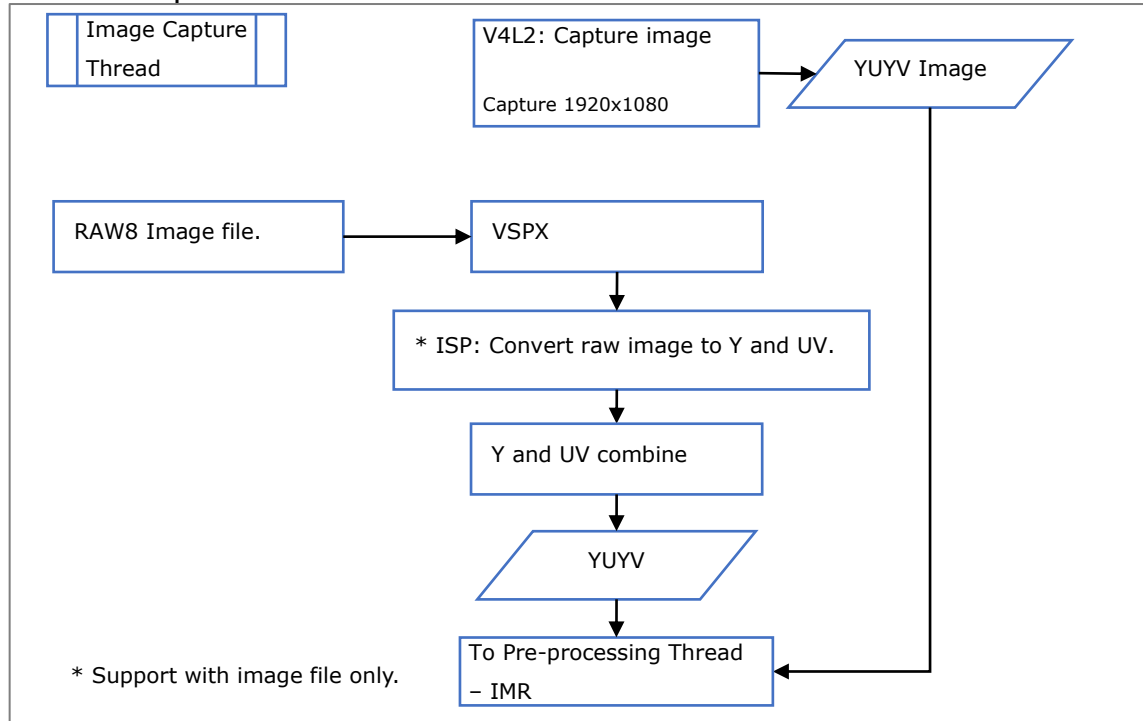 Image Capture
Thread
V4L2: Capture image
Capture 1920x1080
YUYV Image
RAW8 Image file.
VSPX
* ISP: Convert raw image to Y and UV.
Y and UV combine
YUYV
To Pre-processing Thread
– IMR
* Support with image file only.